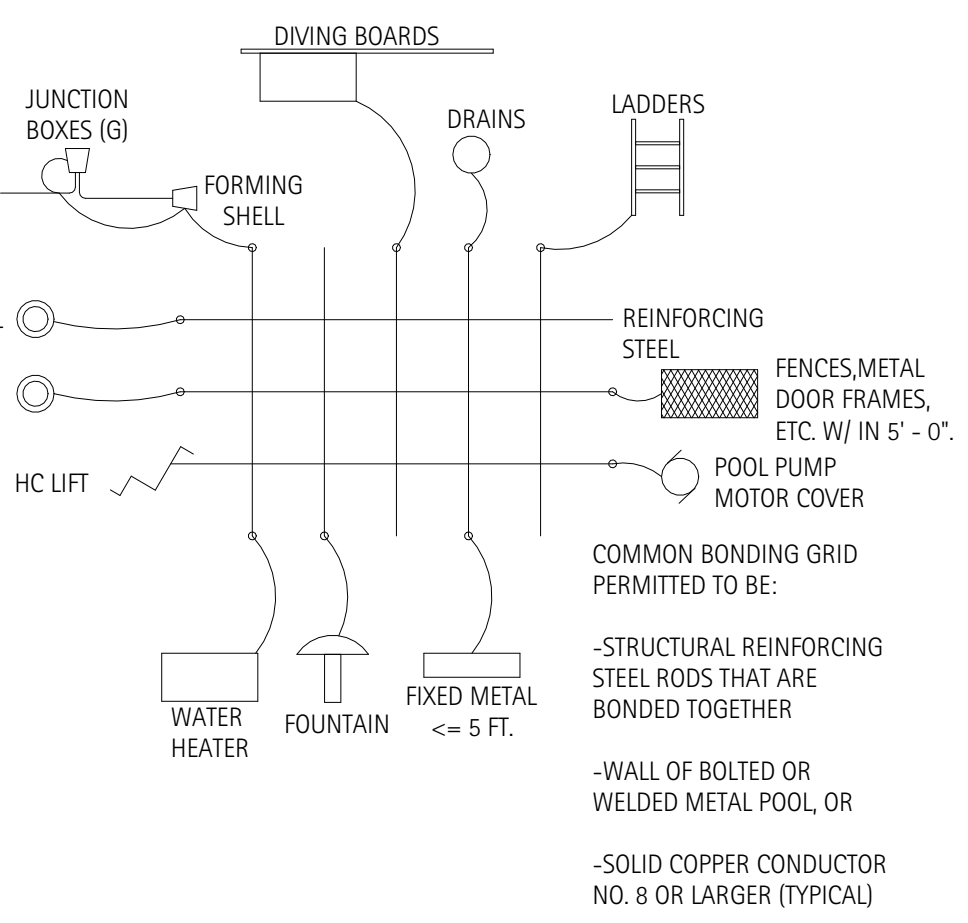 DIVING BOARDS
JUNCTION
BOXES (G)
DRAINS
LADDERS
FORMING
SHELL
REINFORCING
STEEL
FENCES,METAL
DOOR FRAMES,
ETC. W/ IN 5' - 0".
HC LIFT
POOL PUMP
MOTOR COVER
WATER
HEATER
FOUNTAIN
FIXED METAL
<= 5 FT.
COMMON BONDING GRID
PERMITTED TO BE:
-STRUCTURAL REINFORCING
STEEL RODS THAT ARE
BONDED TOGETHER
-WALL OF BOLTED OR
WELDED METAL POOL, OR
-SOLID COPPER CONDUCTOR
NO. 8 OR LARGER (TYPICAL)